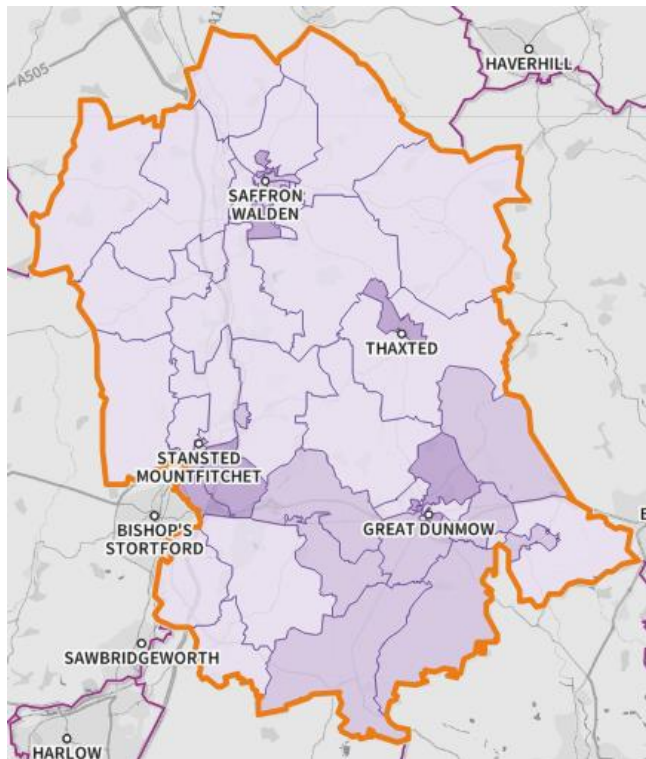 A505
HAVERHILL
SAFFRON
WALDEN
THAXTED
STANSTED
MOUNTFITCHET
BISHOP'S
STORTFORD
GREAT DUNMOW
SAWBRIDGEWORTH
HARLOW